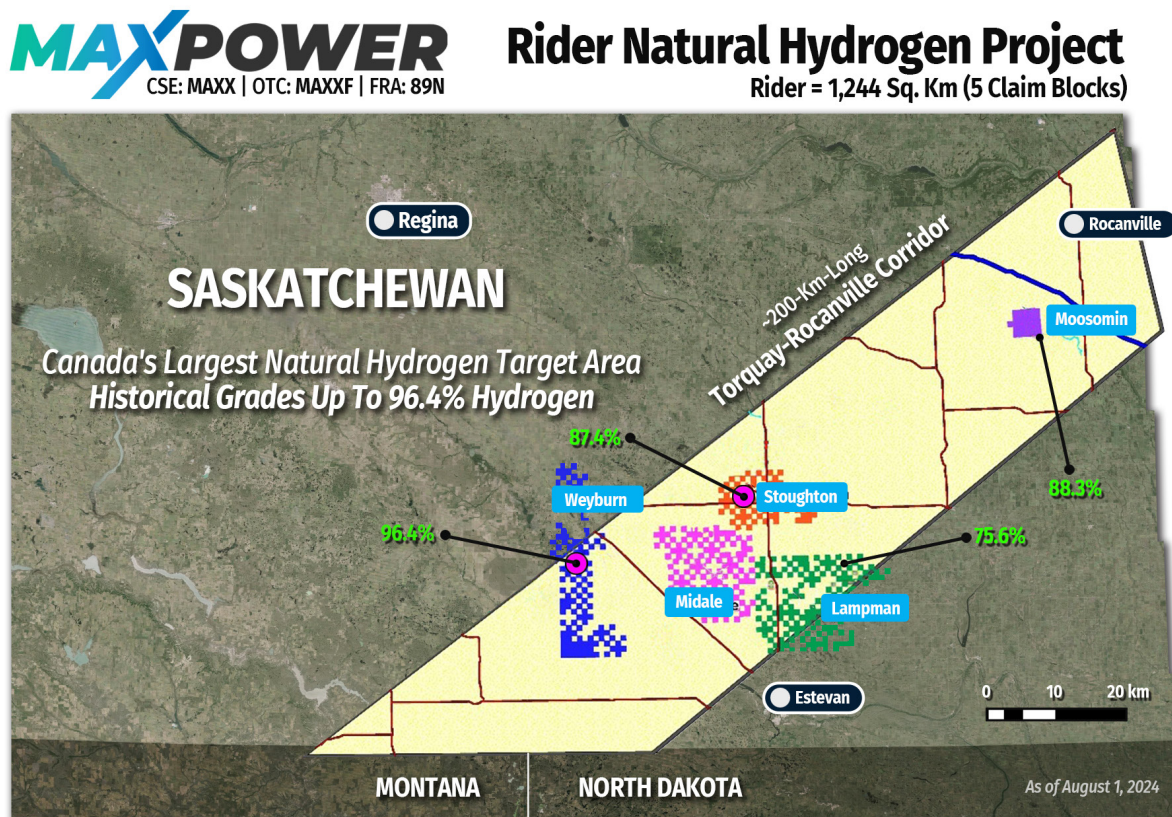 MAXPOWER
CSE: MAXX | OTC: MAXXF | FRA: 89N
Rider Natural Hydrogen Project
Rider = 1,244 Sq. Km (5 Claim Blocks)
Regina
Rocanville
SASKATCHEWAN
~200-Km-Long
Torquay-Rocanville Corridor
Moosomin
Canada's Largest Natural Hydrogen Target Area
Historical Grades Up To 96.4% Hydrogen
87.4%
88.3%
Weyburn
Stoughton
96.4%
75.6%
Midale
Lampman
Estevan
0 10 20 km
MONTANA
NORTH DAKOTA
As of August 1, 2024